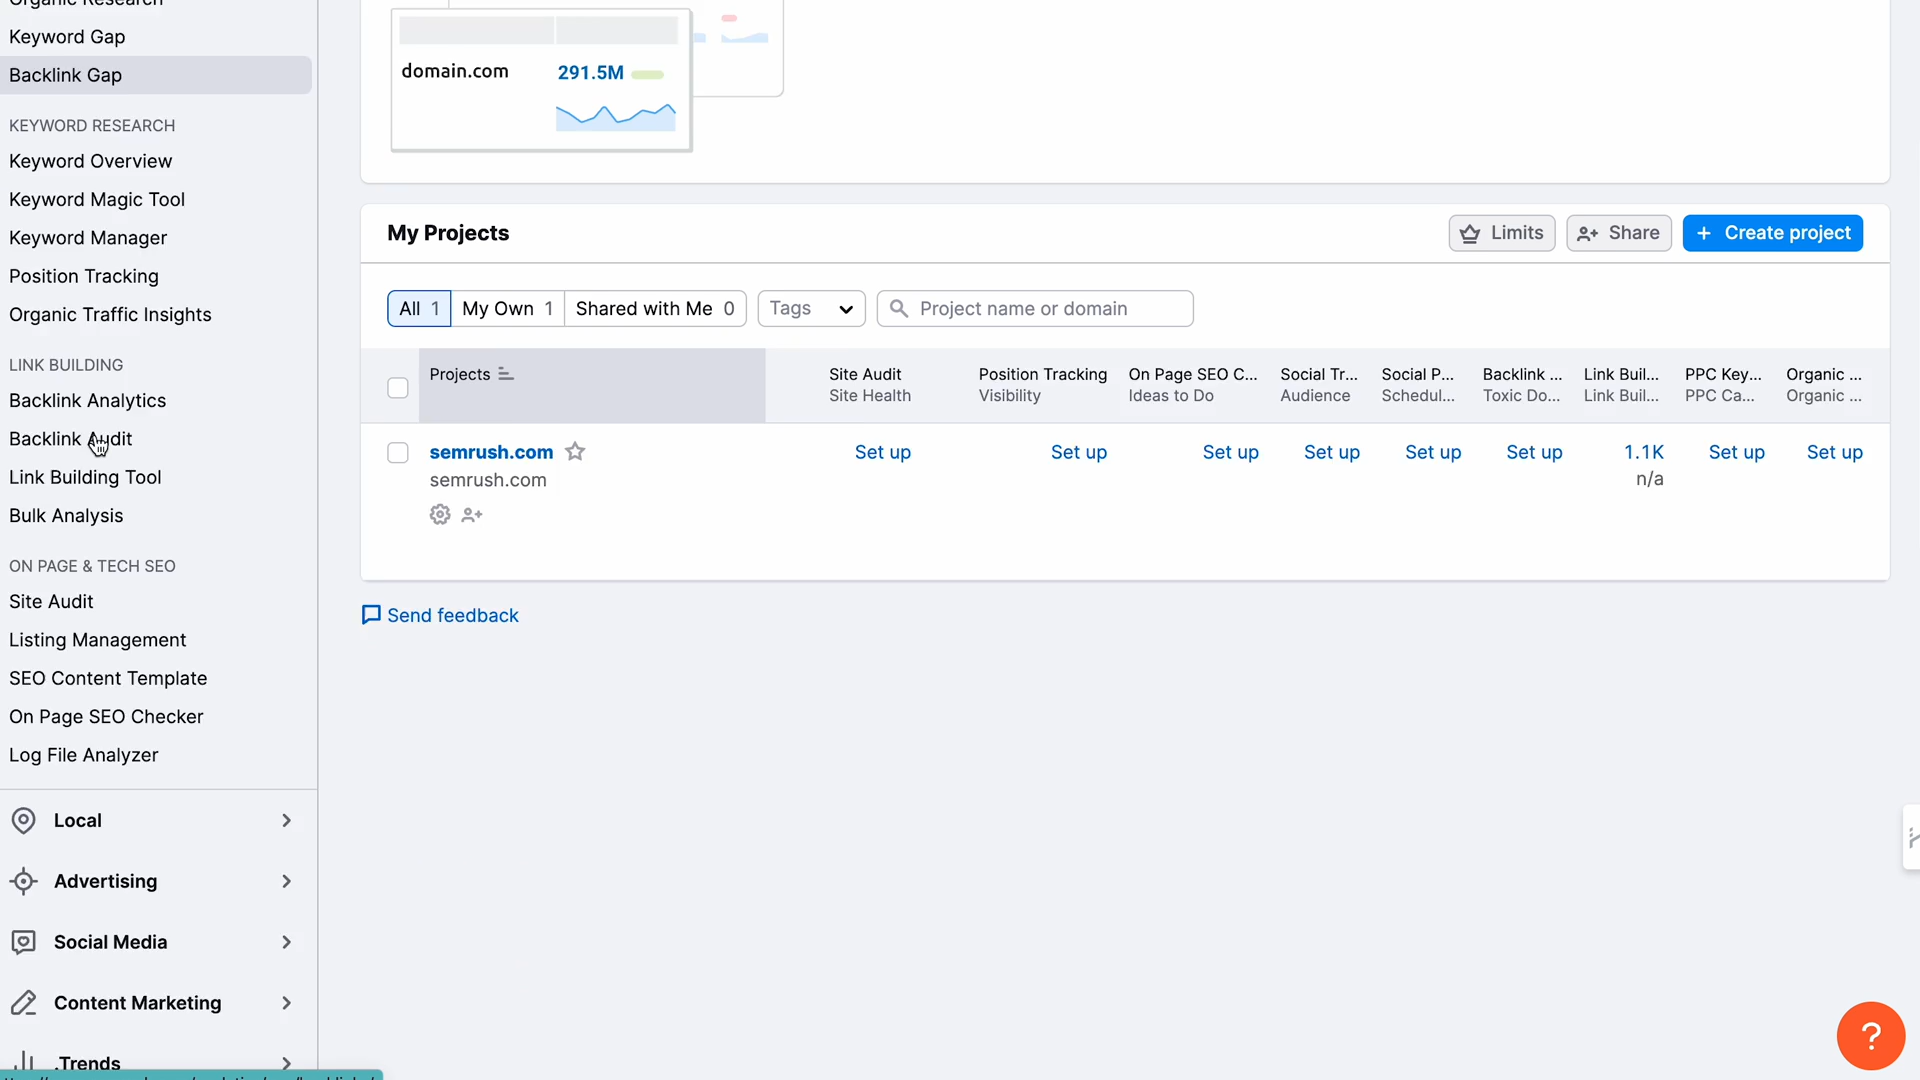 Organic Research
Keyword Gap
Backlink Gap
KEYWORD RESEARCH
Keyword Overview
Keyword Magic Tool
Keyword Manager
Position Tracking
Organic Traffic Insights
LINK BUILDING
Backlink Analytics
Backlink Audit
Link Building Tool
Bulk Analysis
ON PAGE & TECH SEO
Site Audit
Listing Management
SEO Content Template
On Page SEO Checker
Log File Analyzer
Local
Advertising
Social Media
Content Marketing
.Trends
domain.com 291.5M
My Projects
Limits Share + Create project
All 1 My Own 1 Shared with Me 0 Tags Project name or domain
Projects Site Audit Position Tracking On Page SEO C... Social Tr... Social P... Backlink ... Link Buil... PPC Key... Organic ...
Site Health Visibility Ideas to Do Audience Schedul... Toxic Do... Link Buil... PPC Ca... Organic ...
semrush.com Set up Set up Set up Set up Set up Set up 1.1K Set up Set up
semrush.com n/a
Send feedback
?